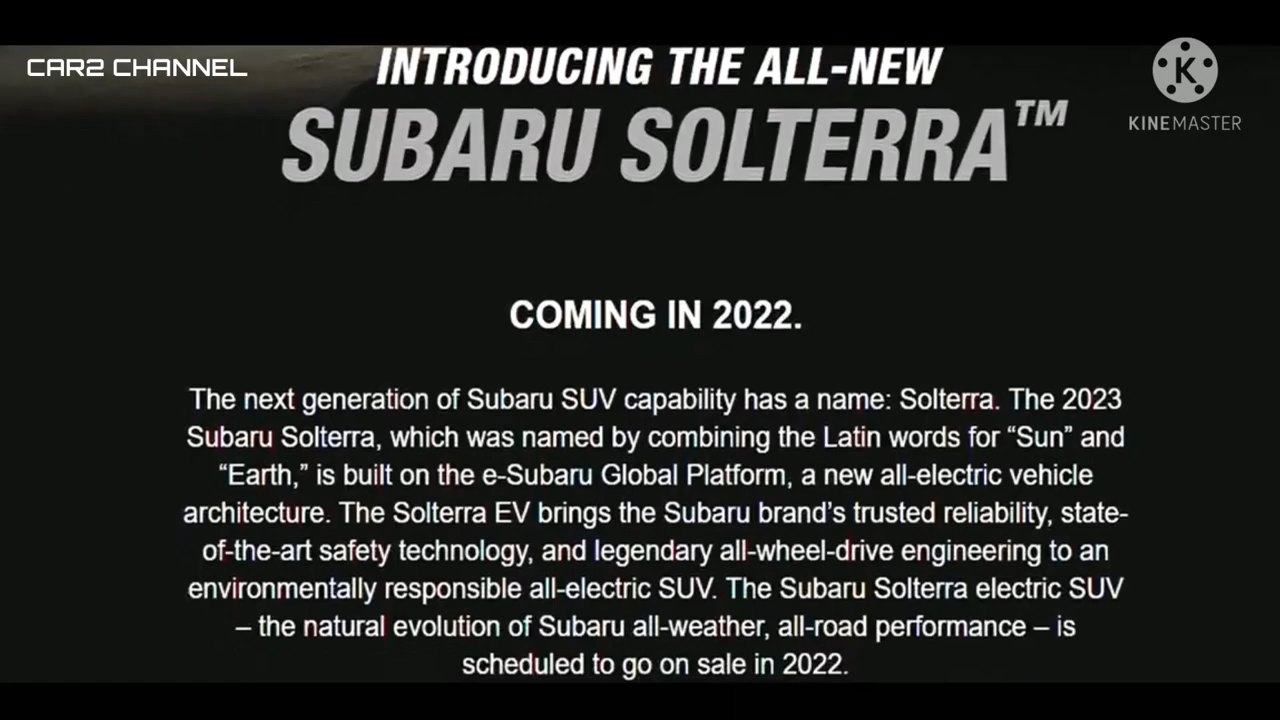 CAR2 CHANNEL
INTRODUCING THE ALL-NEW
K
KINEMASTER
SUBARU SOLTERRA™
COMING IN 2022.
The next generation of Subaru SUV capability has a name: Solterra. The 2023
Subaru Solterra, which was named by combining the Latin words for “Sun” and
“Earth,” is built on the e-Subaru Global Platform, a new all-electric vehicle
architecture. The Solterra EV brings the Subaru brand’s trusted reliability, state-
of-the-art safety technology, and legendary all-wheel-drive engineering to an
environmentally responsible all-electric SUV. The Subaru Solterra electric SUV
– the natural evolution of Subaru all-weather, all-road performance – is
scheduled to go on sale in 2022.